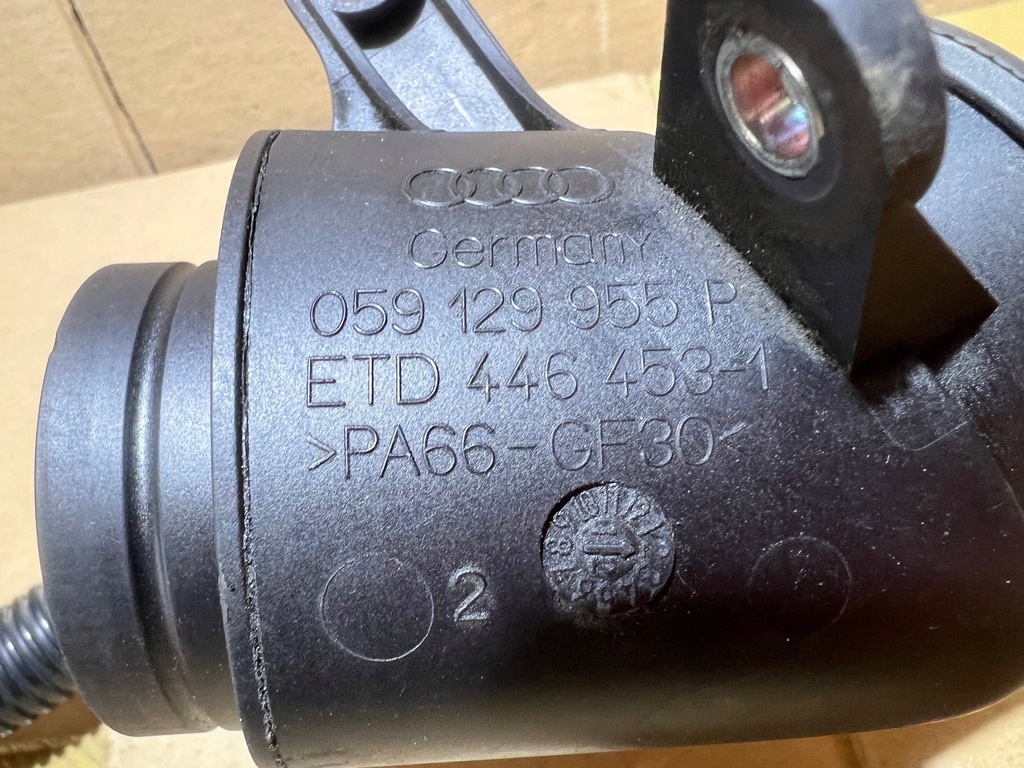 Germany
059 129 955 P
ETD 446 453-1
>PA66-GF30<
2